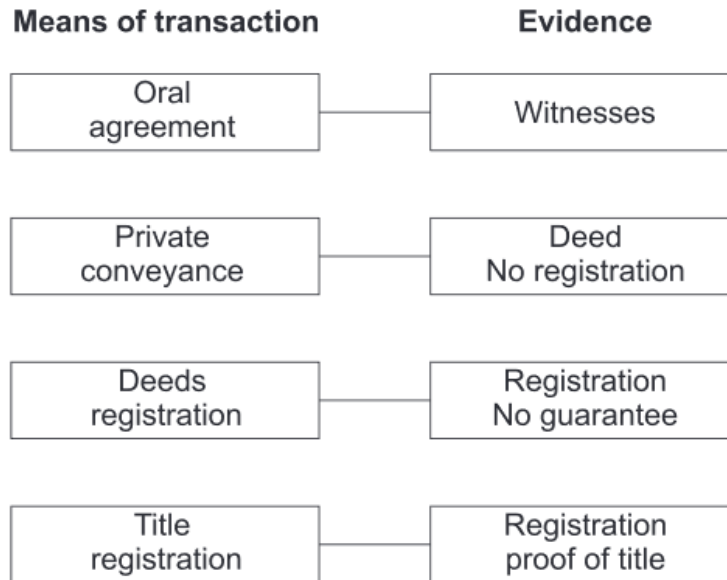 Means of transaction
Evidence
Oral
agreement
Witnesses
Private
conveyance
Deed
No registration
Deeds
registration
Registration
No guarantee
Title
registration
Registration
proof of title